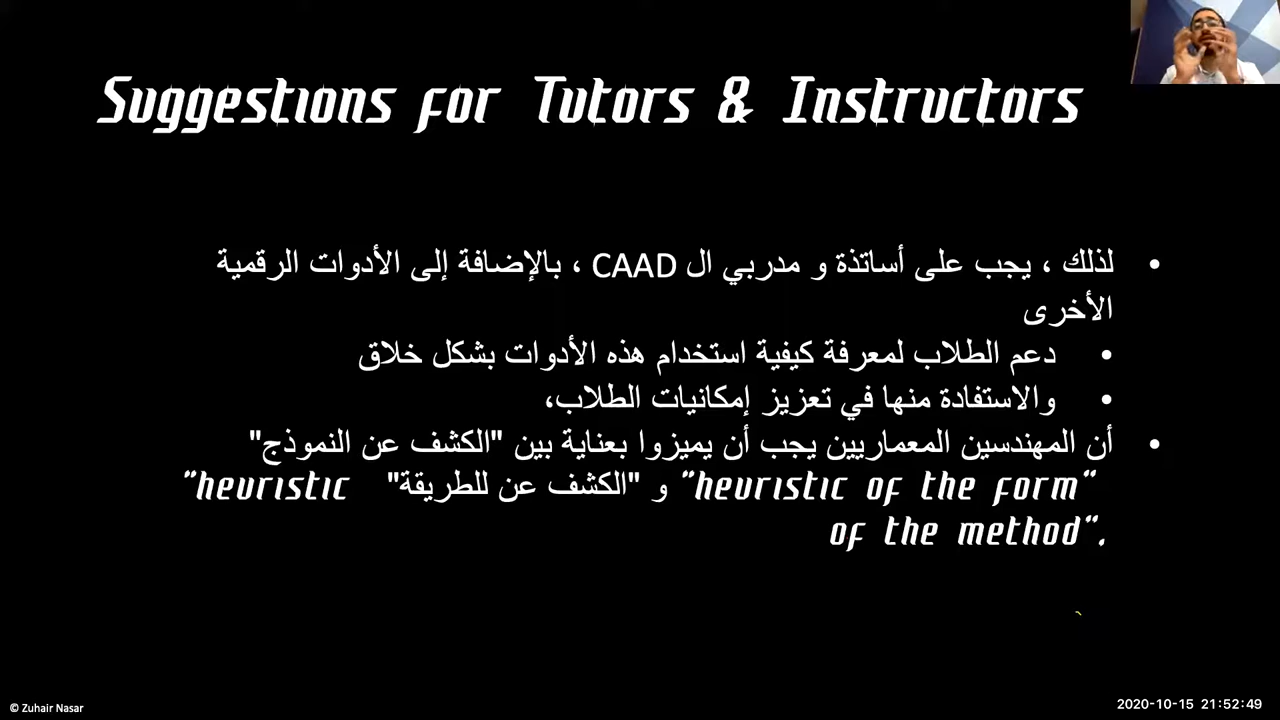 Suggestions for Tutors & Instructors
• لذلك ، يجب على أساتذة و مدربي ال CAAD ، بالإضافة إلى الأدوات الرقمية
الأخرى
• دعم الطلاب لمعرفة كيفية استخدام هذه الأدوات بشكل خلاق
• والاستفادة منها في تعزيز إمكانيات الطلاب،
• أن المهندسين المعماريين يجب أن يميزوا بعناية بين "الكشف عن النموذج"
"heuristic of the form" و "الكشف عن للطريقة" "heuristic
of the method".
© Zuhair Nasar
2020-10-15 21:52:49